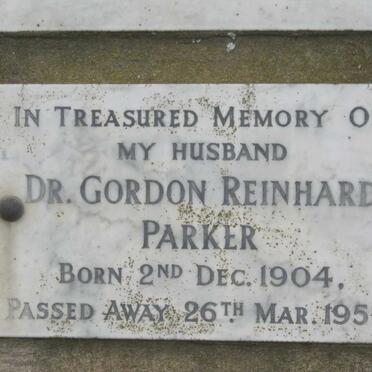 IN TREASURED MEMORY O
MY HUSBAND
DR. GORDON REINHARD
PARKER
BORN 2ND DEC. 1904,
PASSED AWAY 26TH MAR. 195